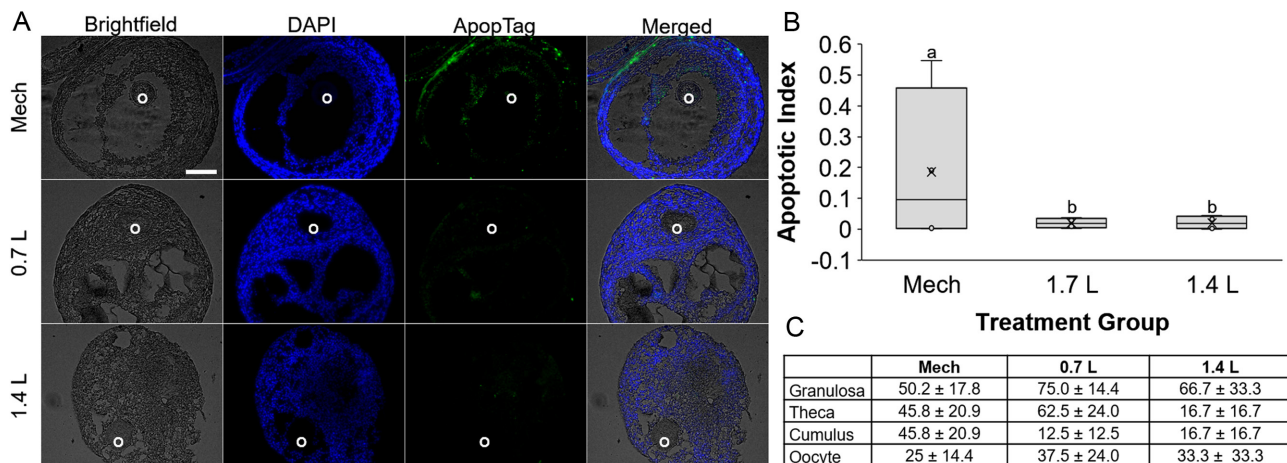 A
Brightfield DAPI ApopTag Merged
Mech
O O O O
0.7 L
O O O O
1.4 L
O O O O
B
Apoptotic Index
0.6
0.5
0.4
0.3
0.2
0.1
0
-0.1
a
b
b
Mech 1.7 L 1.4 L
Treatment Group
C
Mech 0.7 L 1.4 L
Granulosa 50.2 ± 17.8 75.0 ± 14.4 66.7 ± 33.3
Theca 45.8 ± 20.9 62.5 ± 24.0 16.7 ± 16.7
Cumulus 45.8 ± 20.9 12.5 ± 12.5 16.7 ± 16.7
Oocyte 25 ± 14.4 37.5 ± 24.0 33.3 ± 33.3